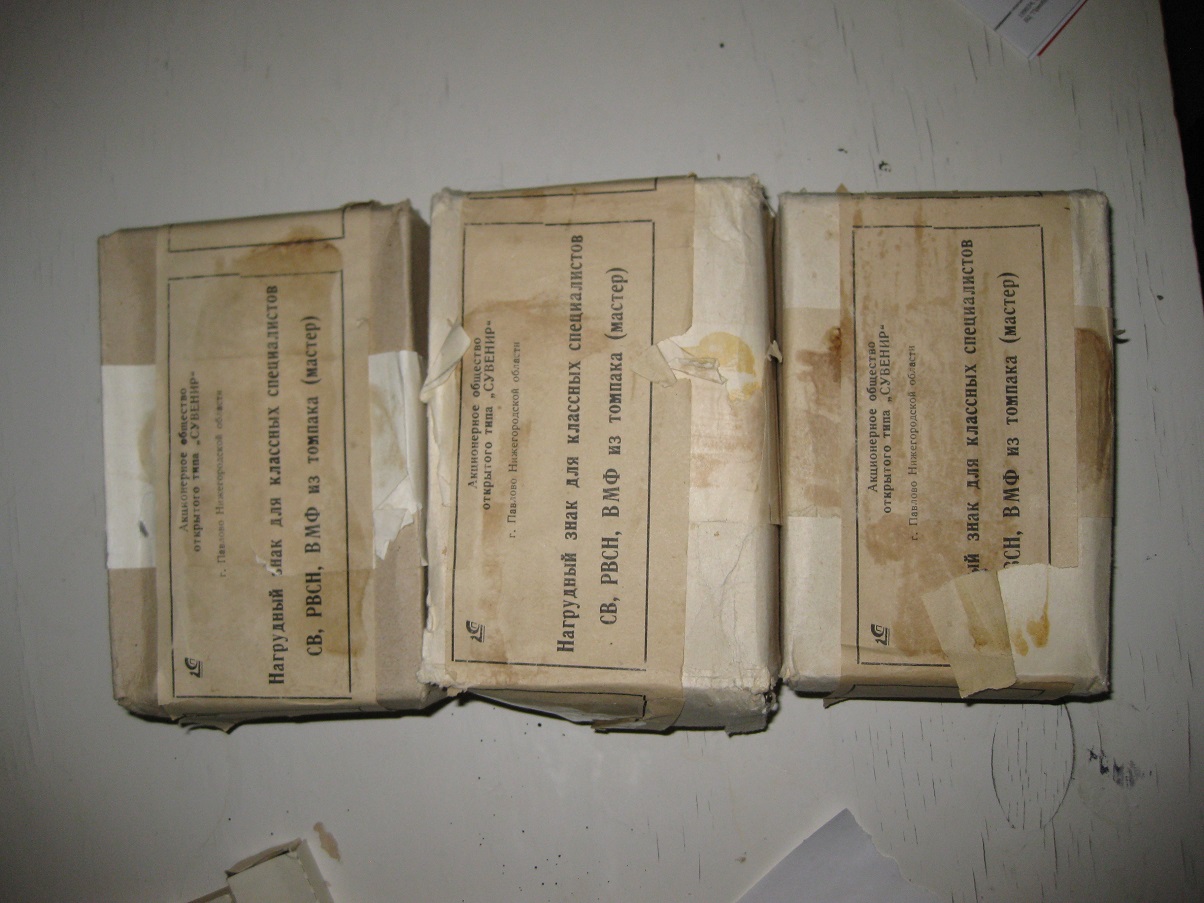 Акционерное общество
открытого типа „СУВЕНИР"
г. Павлово Нижегородской области
Нагрудный знак для классных специалистов
СВ, РВСН, ВМФ из томпака (мастер)
Акционерное общество
открытого типа „СУВЕНИР"
г. Павлово Нижегородской области
Нагрудный знак для классных специалистов
СВ, РВСН, ВМФ из томпака (мастер)
Акционерное общество
открытого типа „СУВЕНИР"
г. Павлово Нижегородской области
ый знак для классных специалистов
ВСН, ВМФ из томпака (мастер)